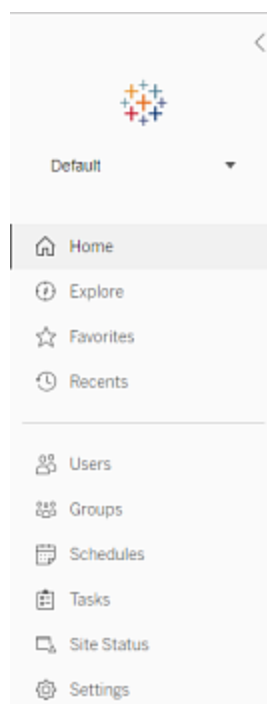 Default
Home
Explore
Favorites
Recents
Users
Groups
Schedules
Tasks
Site Status
Settings